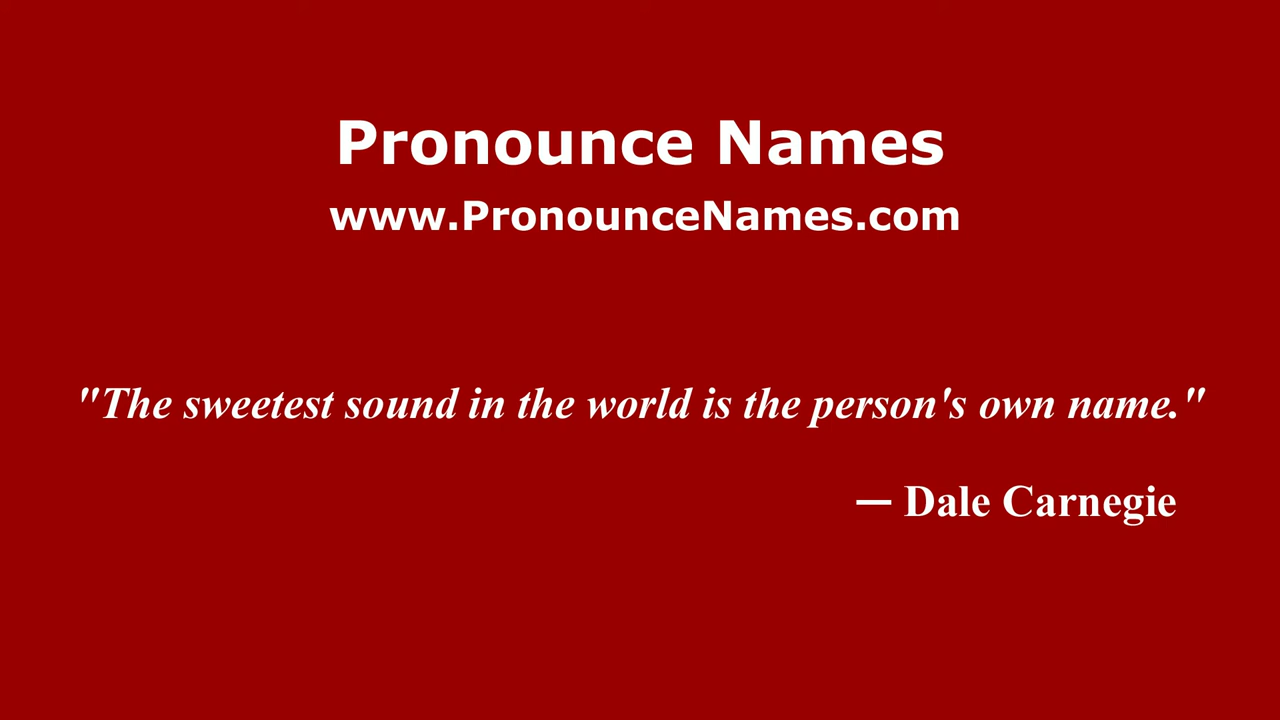 Pronounce Names
www.PronounceNames.com
"The sweetest sound in the world is the person's own name."
— Dale Carnegie